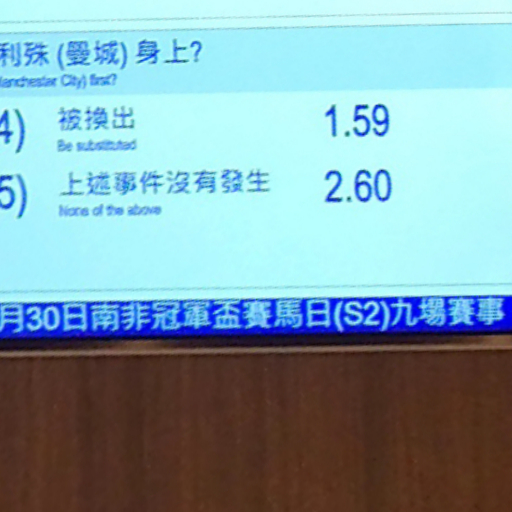 利殊 (曼城) 身上?
Manchester City) first?
4) 被換出 1.59
Be substituted
5) 上述事件沒有發生 2.60
None of the above
月30日南非冠軍盃賽馬日(S2)九場賽事